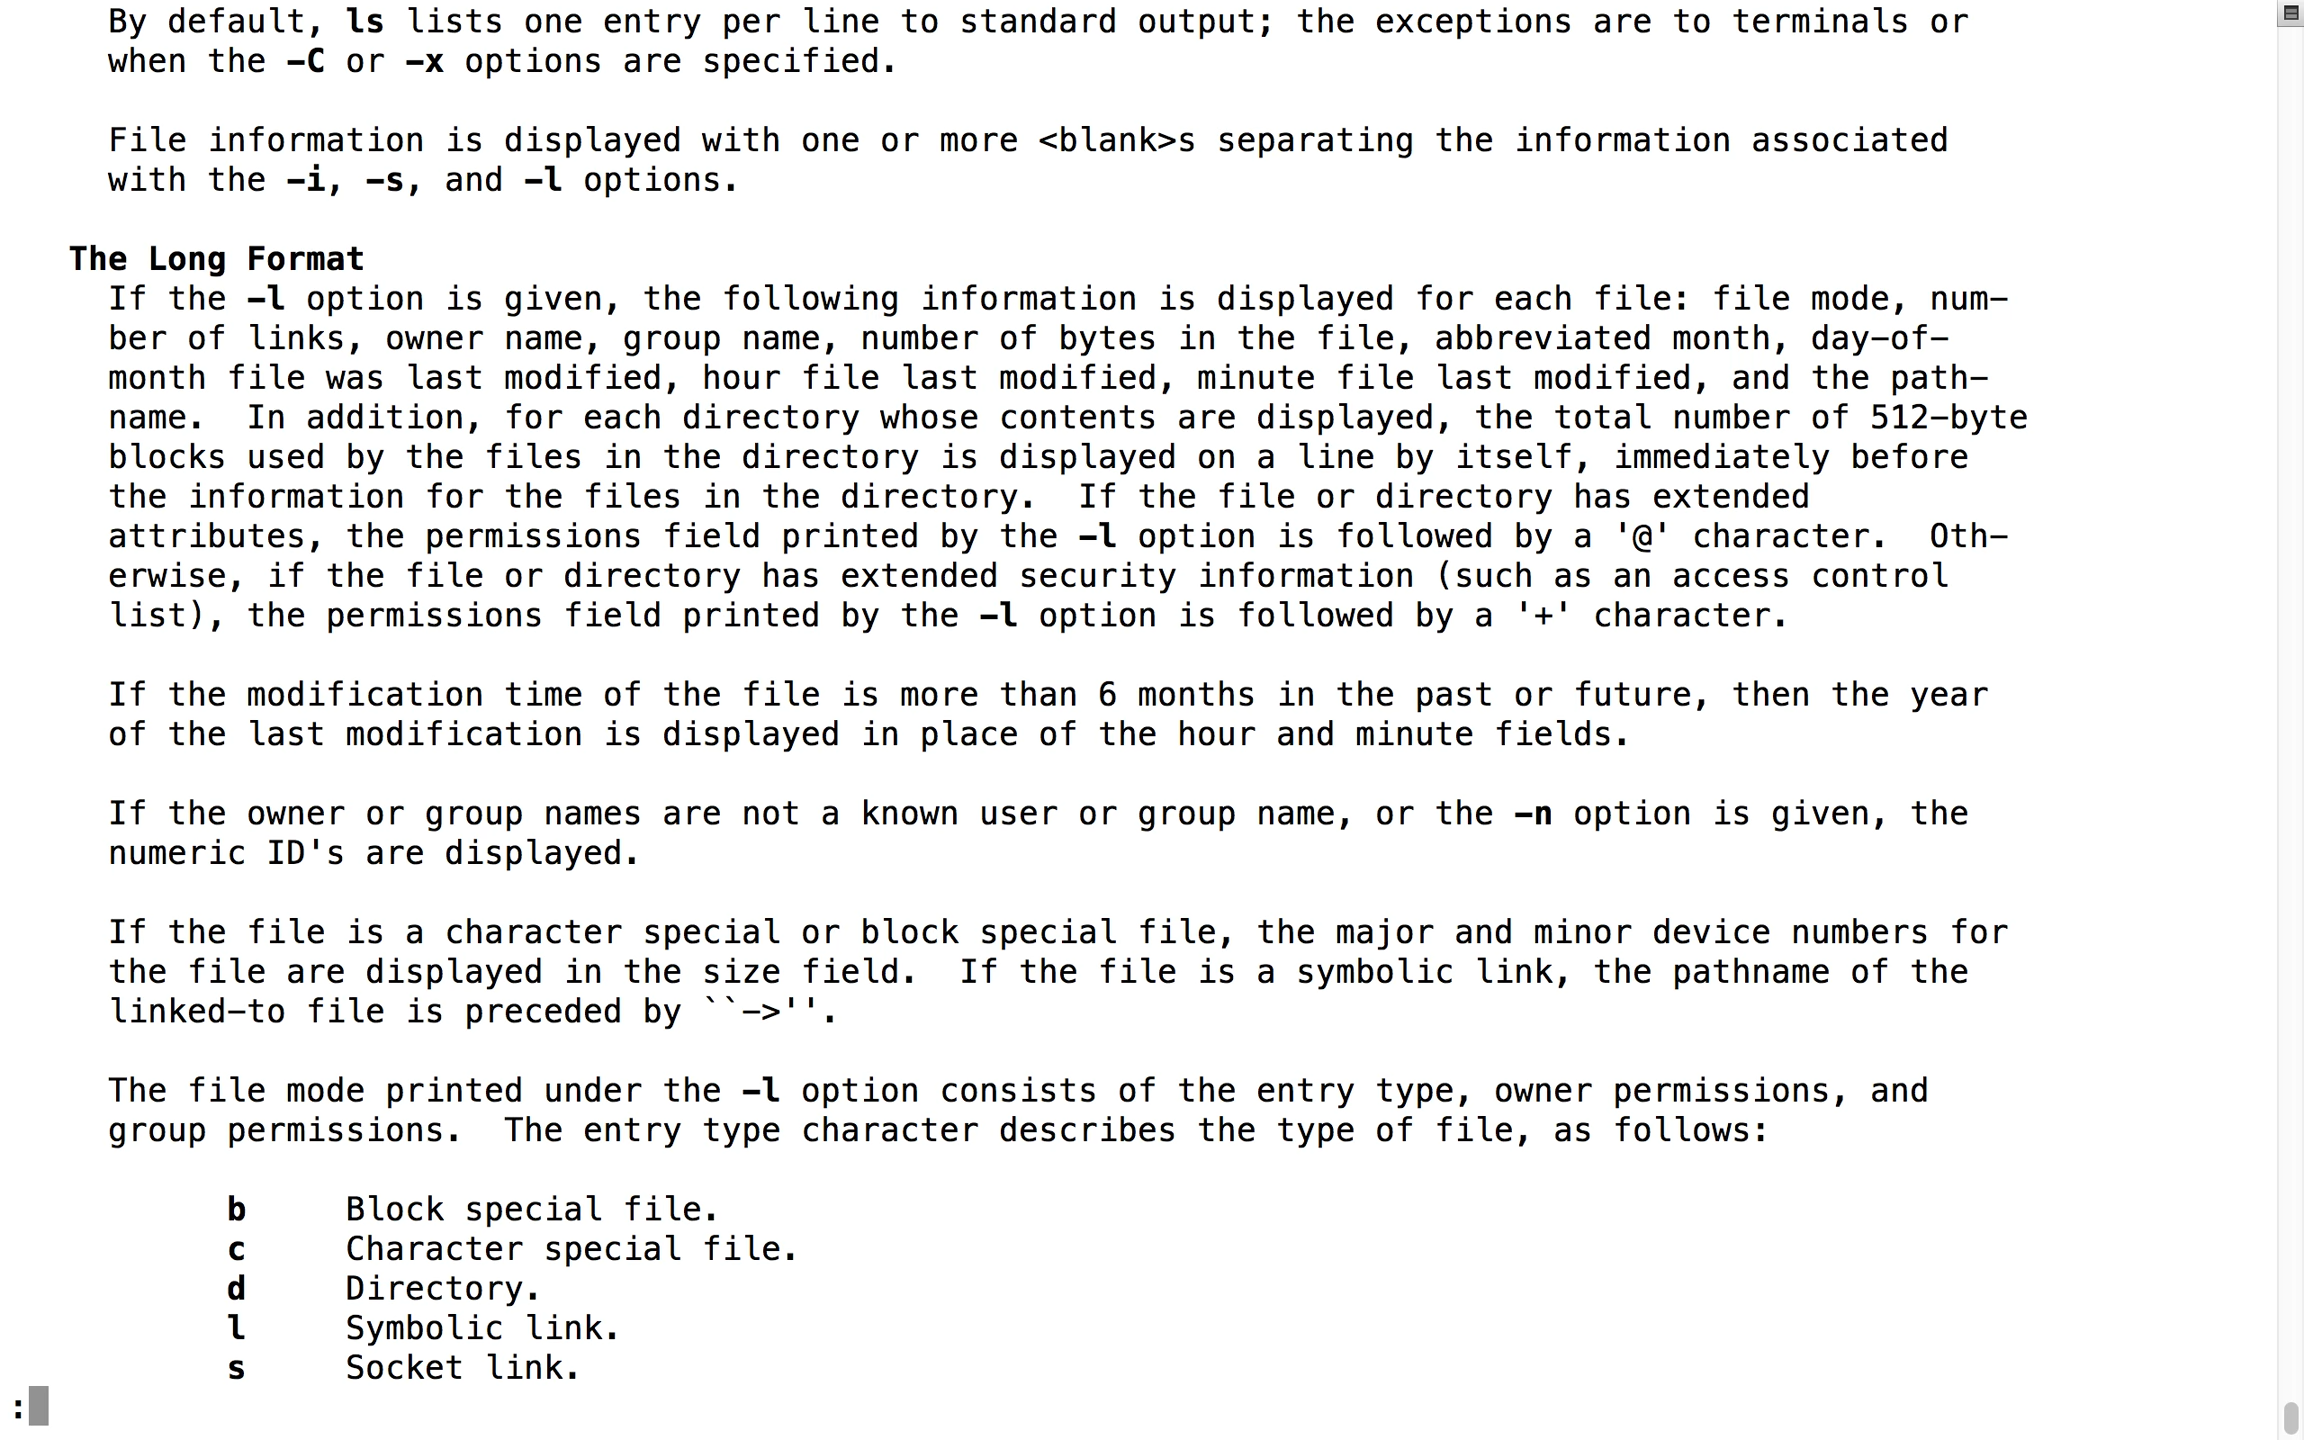 By default, ls lists one entry per line to standard output; the exceptions are to terminals or
when the −C or −x options are specified.
File information is displayed with one or more <blank>s separating the information associated
with the −i, −s, and −l options.
The Long Format
If the −l option is given, the following information is displayed for each file: file mode, num−
ber of links, owner name, group name, number of bytes in the file, abbreviated month, day−of−
month file was last modified, hour file last modified, minute file last modified, and the path−
name.  In addition, for each directory whose contents are displayed, the total number of 512−byte
blocks used by the files in the directory is displayed on a line by itself, immediately before
the information for the files in the directory.  If the file or directory has extended
attributes, the permissions field printed by the −l option is followed by a '@' character.  Oth−
erwise, if the file or directory has extended security information (such as an access control
list), the permissions field printed by the −l option is followed by a '+' character.
If the modification time of the file is more than 6 months in the past or future, then the year
of the last modification is displayed in place of the hour and minute fields.
If the owner or group names are not a known user or group name, or the −n option is given, the
numeric ID's are displayed.
If the file is a character special or block special file, the major and minor device numbers for
the file are displayed in the size field.  If the file is a symbolic link, the pathname of the
linked−to file is preceded by ``−>''.
The file mode printed under the −l option consists of the entry type, owner permissions, and
group permissions.  The entry type character describes the type of file, as follows:
b     Block special file.
c     Character special file.
d     Directory.
l     Symbolic link.
s     Socket link.
: